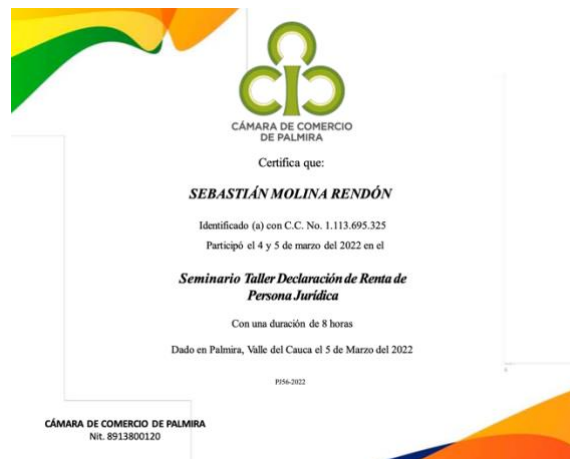 CÁMARA DE COMERCIO
DE PALMIRA
Certifica que:
SEBASTIÁN MOLINA RENDÓN
Identificado (a) con C.C. No. 1.113.695.325
Participó el 4 y 5 de marzo del 2022 en el
Seminario Taller Declaración de Renta de
Persona Jurídica
Con una duración de 8 horas
Dado en Palmira, Valle del Cauca el 5 de Marzo del 2022
PJ56-2022
CÁMARA DE COMERCIO DE PALMIRA
Nit. 8913800120